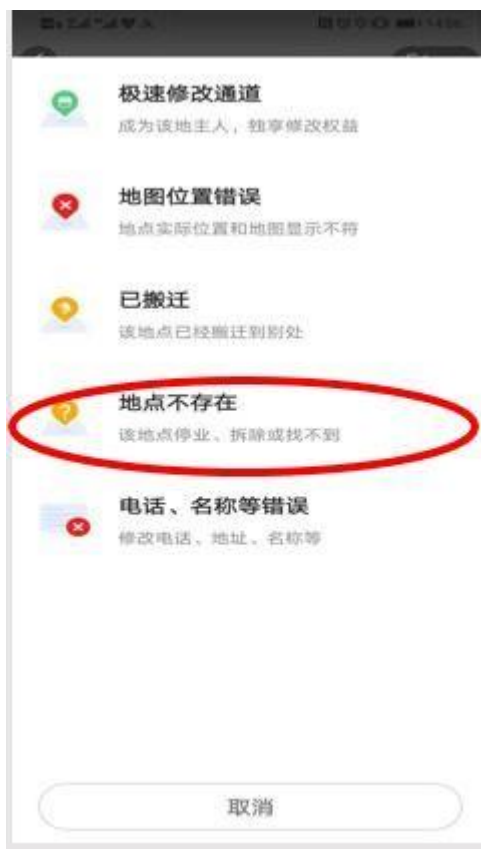 极速修改通道
成为该地主人，独享修改权益
地图位置错误
地点实际位置和地图显示不符
已搬迁
该地点已经搬迁到别处
地点不存在
该地点停业、拆除或找不到
电话、名称等错误
修改电话、地址、名称等
取消